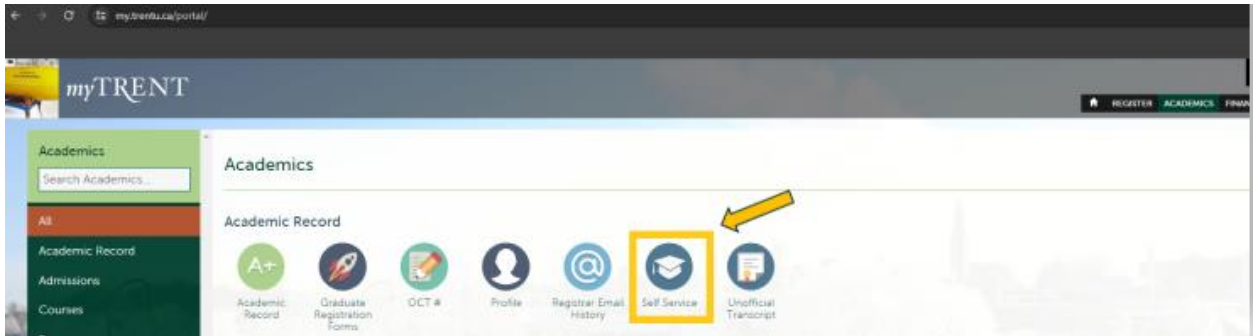 my.trentu.ca/portal/
myTRENT
REGISTER ACADEMICS
Academics
Search Academics...
All
Academic Record
Admissions
Courses
Academics
Academic Record
A+
Academic Record
Graduate Registration Forms
OCT #
Profile
Registrar Email History
Self Service
Unofficial Transcript